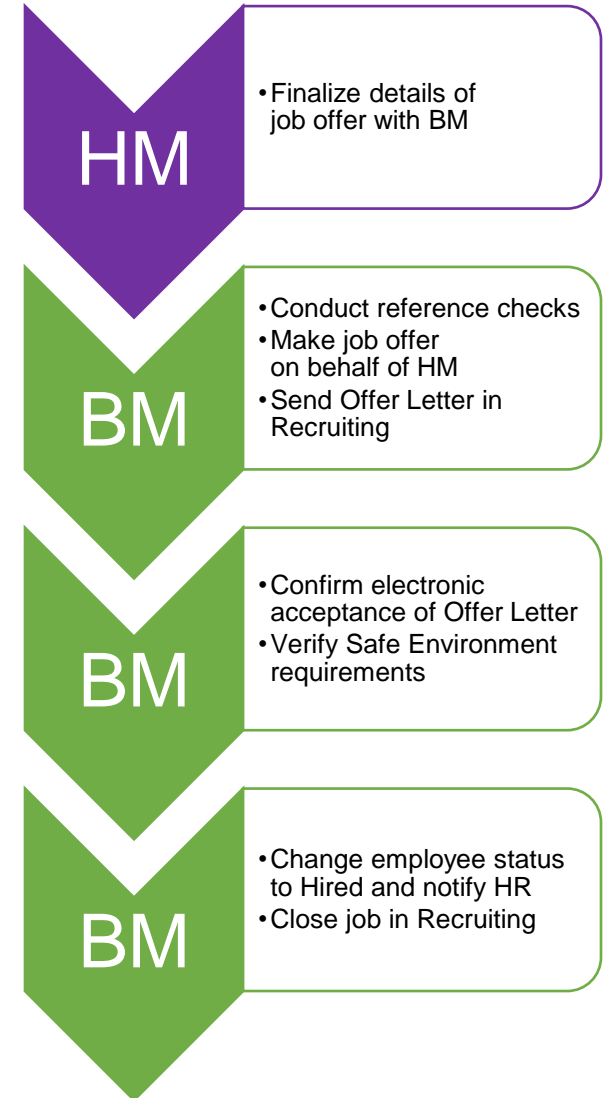 HM
•Finalize details of
job offer with BM
BM
•Conduct reference checks
•Make job offer
on behalf of HM
•Send Offer Letter in
Recruiting
BM
•Confirm electronic
acceptance of Offer Letter
•Verify Safe Environment
requirements
BM
•Change employee status
to Hired and notify HR
•Close job in Recruiting